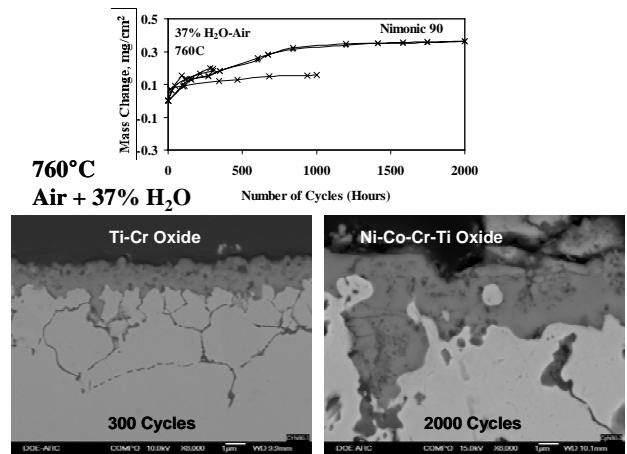 0.5
0.3
0.1
-0.1
-0.3
Mass Change, mg/cm²
37% H₂O-Air
760C
Nimonic 90
0 500 1000 1500 2000
Number of Cycles (Hours)
760°C
Air + 37% H₂O
Ti-Cr Oxide
300 Cycles
DOE-ARC COMPO 10.0kV X8,000 1µm WD 9.9mm
Ni-Co-Cr-Ti Oxide
2000 Cycles
DOE ARC COMPO 15.0kV X8,000 1µm WD 10.1mm